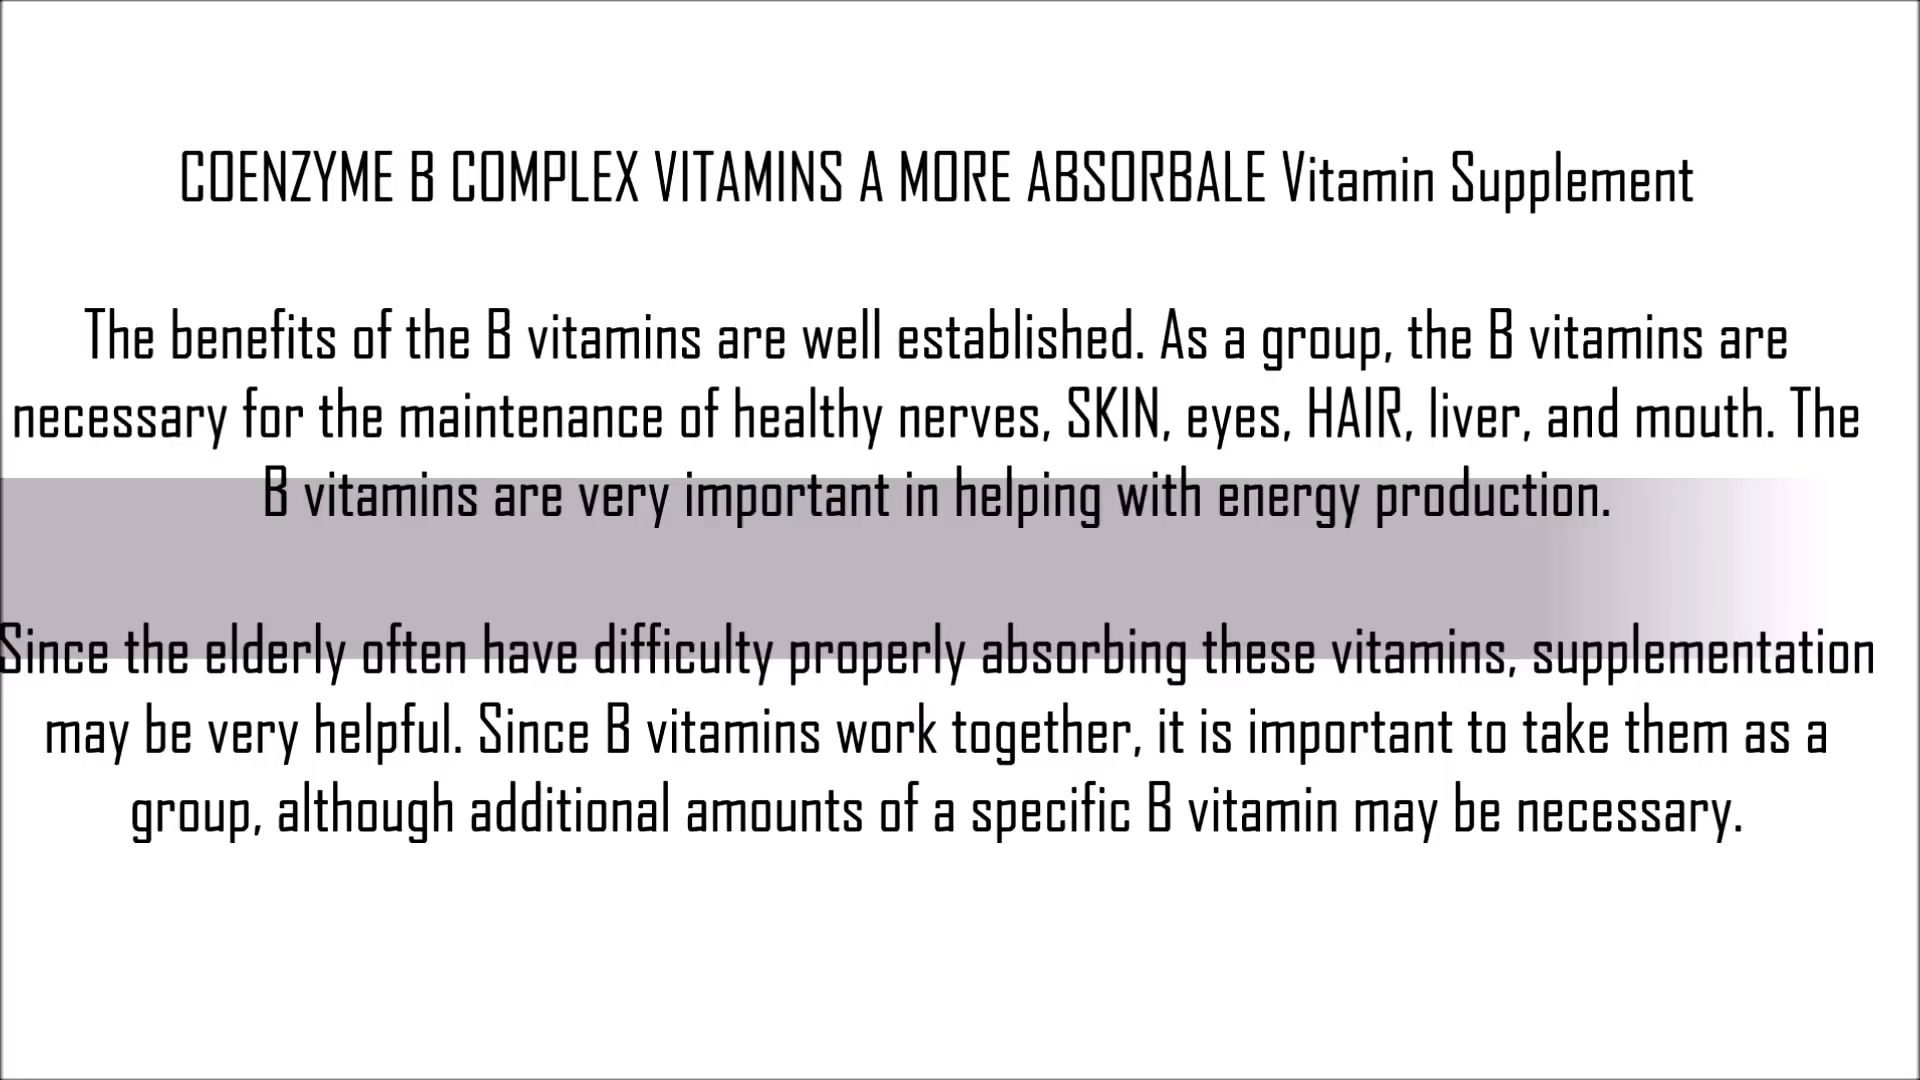 COENZYME B COMPLEX VITAMINS A MORE ABSORBALE Vitamin Supplement
The benefits of the B vitamins are well established. As a group, the B vitamins are
necessary for the maintenance of healthy nerves, SKIN, eyes, HAIR, liver, and mouth. The
B vitamins are very important in helping with energy production.
Since the elderly often have difficulty properly absorbing these vitamins, supplementation
may be very helpful. Since B vitamins work together, it is important to take them as a
group, although additional amounts of a specific B vitamin may be necessary.